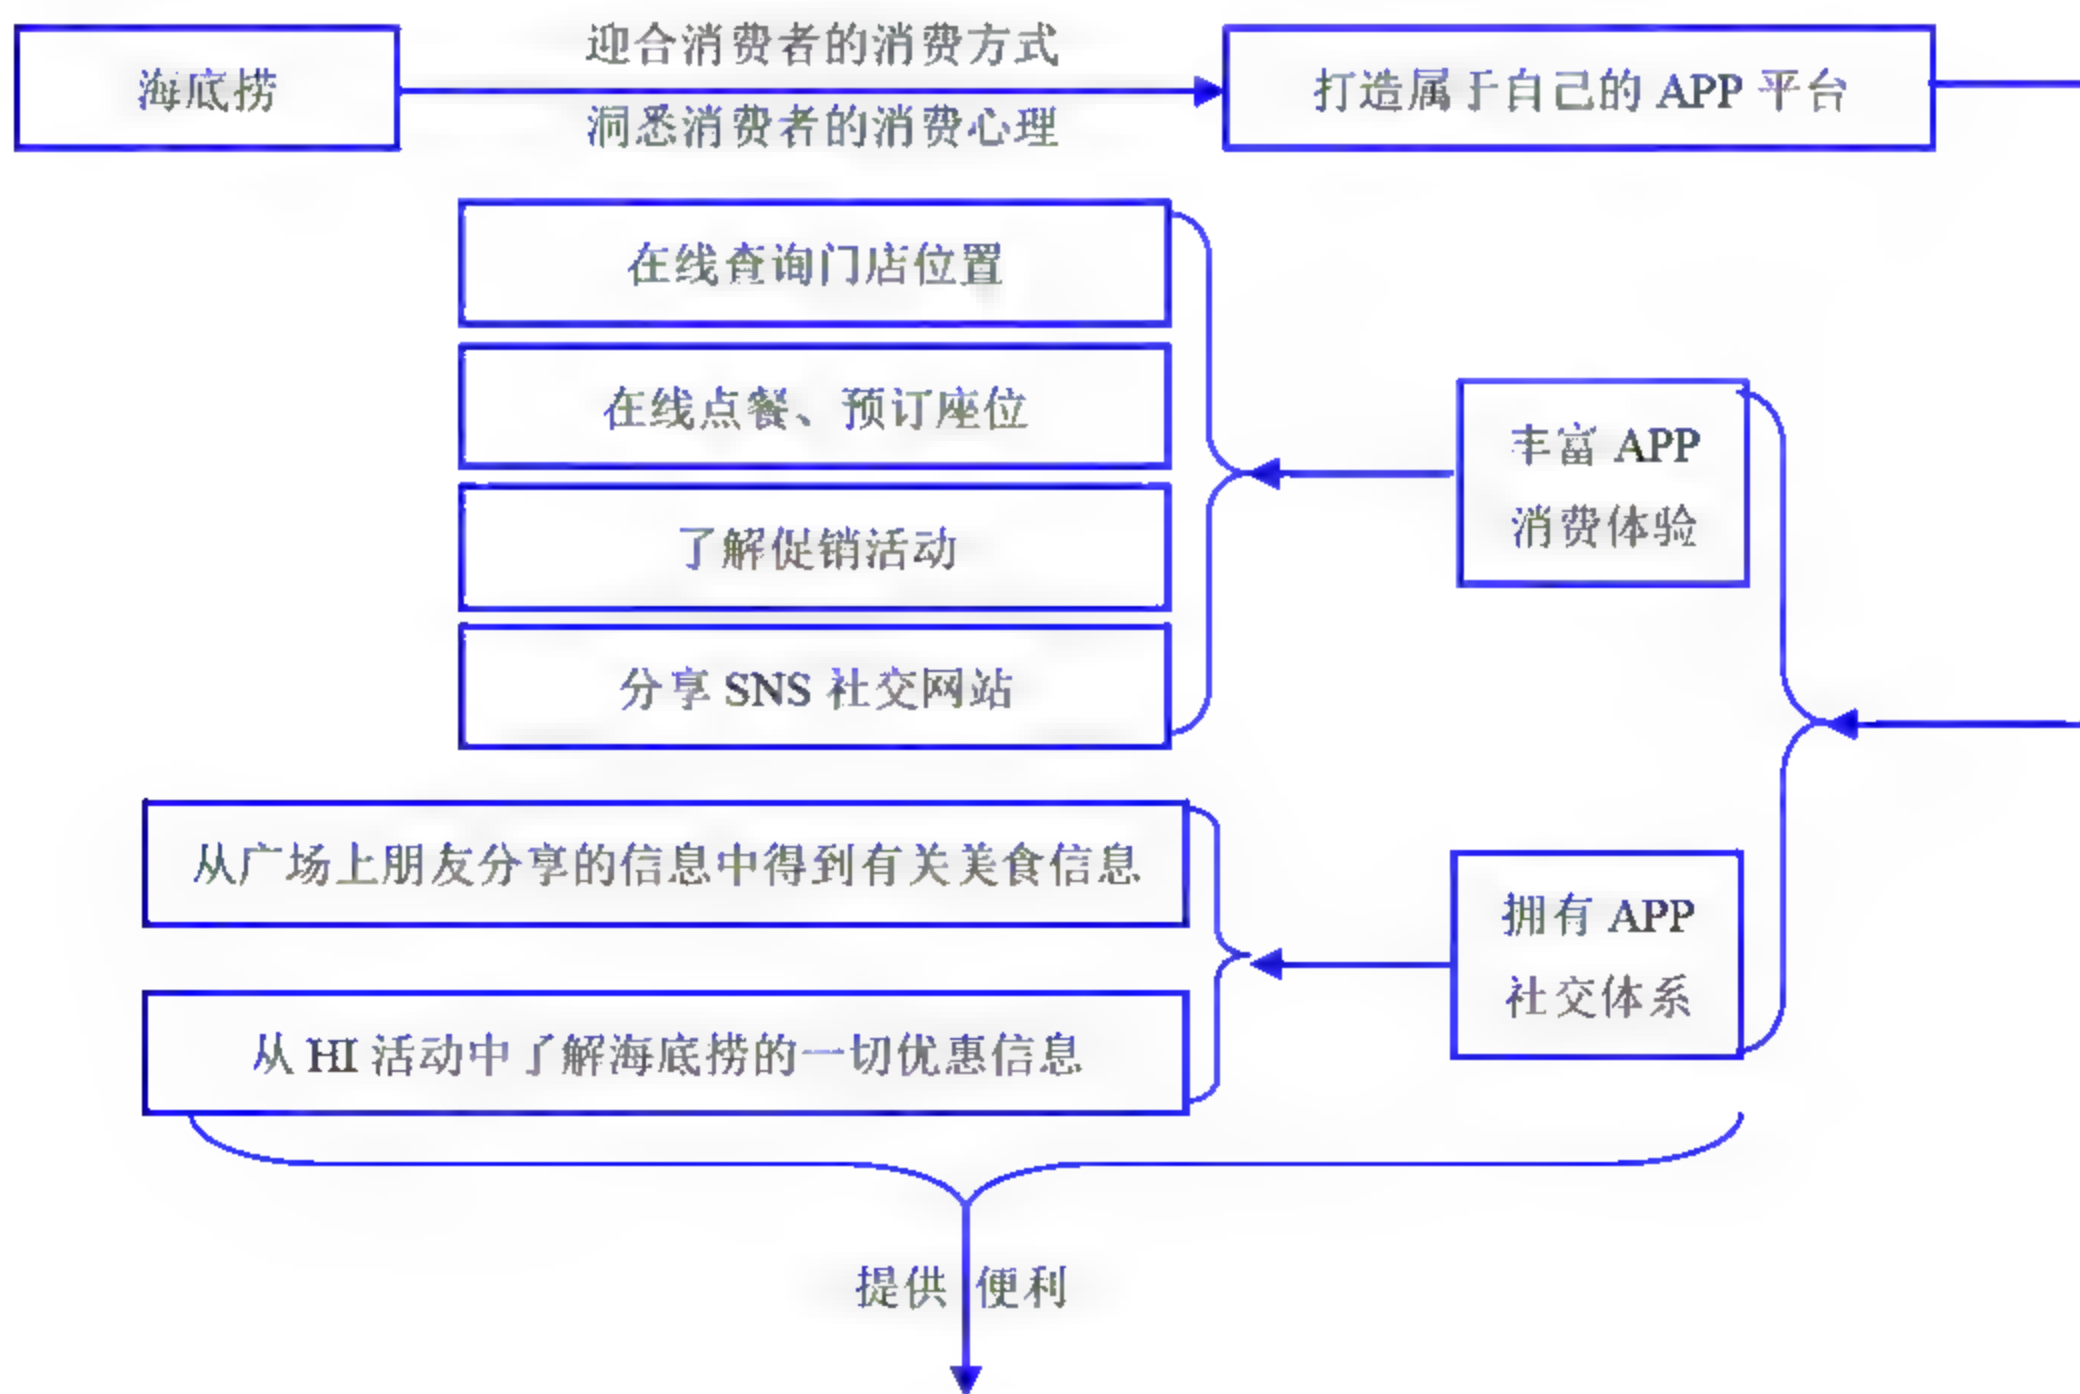 海底捞
迎合消费者的消费方式
洞悉消费者的消费心理
打造属于自己的 APP 平台
在线查询门店位置
在线点餐、预订座位
了解促销活动
分享 SNS 社交网站
丰富 APP
消费体验
从广场上朋友分享的信息中得到有关美食信息
从 HI 活动中了解海底捞的一切优惠信息
拥有 APP
社交体系
提供 便利